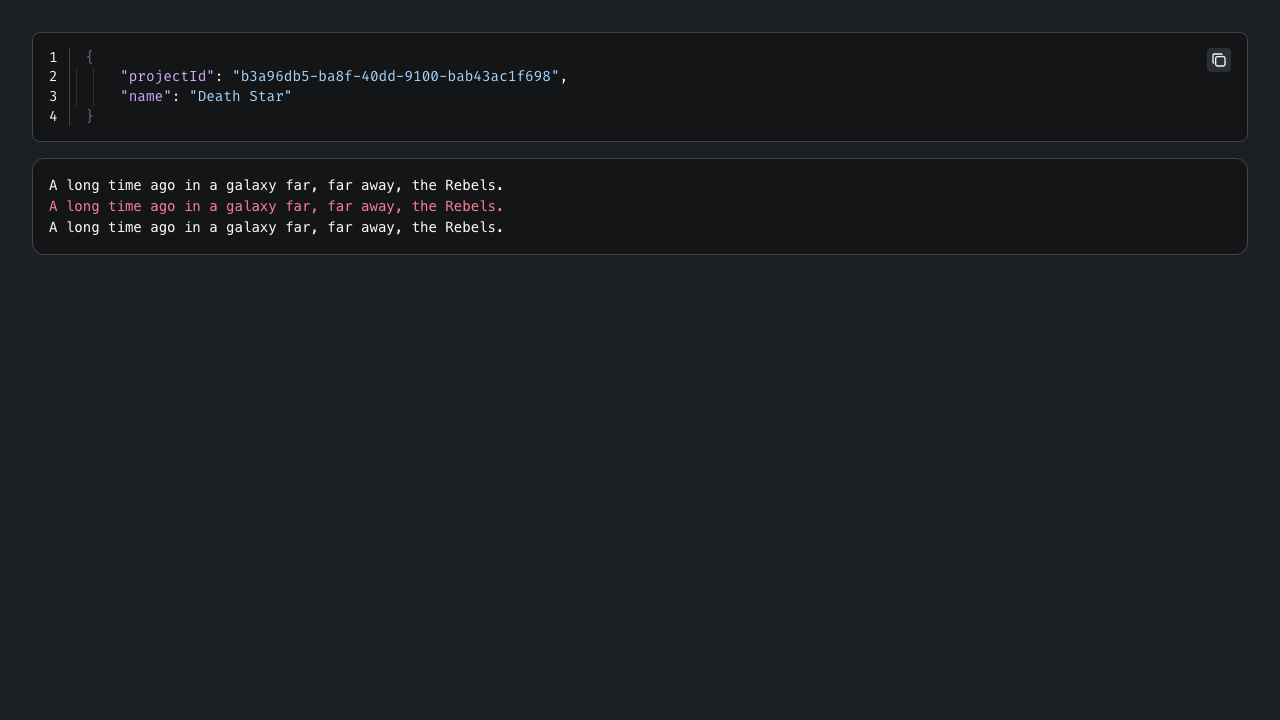 1 {
2 "projectId": "b3a96db5-ba8f-40dd-9100-bab43ac1f698",
3 "name": "Death Star"
4 }
A long time ago in a galaxy far, far away, the Rebels.
A long time ago in a galaxy far, far away, the Rebels.
A long time ago in a galaxy far, far away, the Rebels.